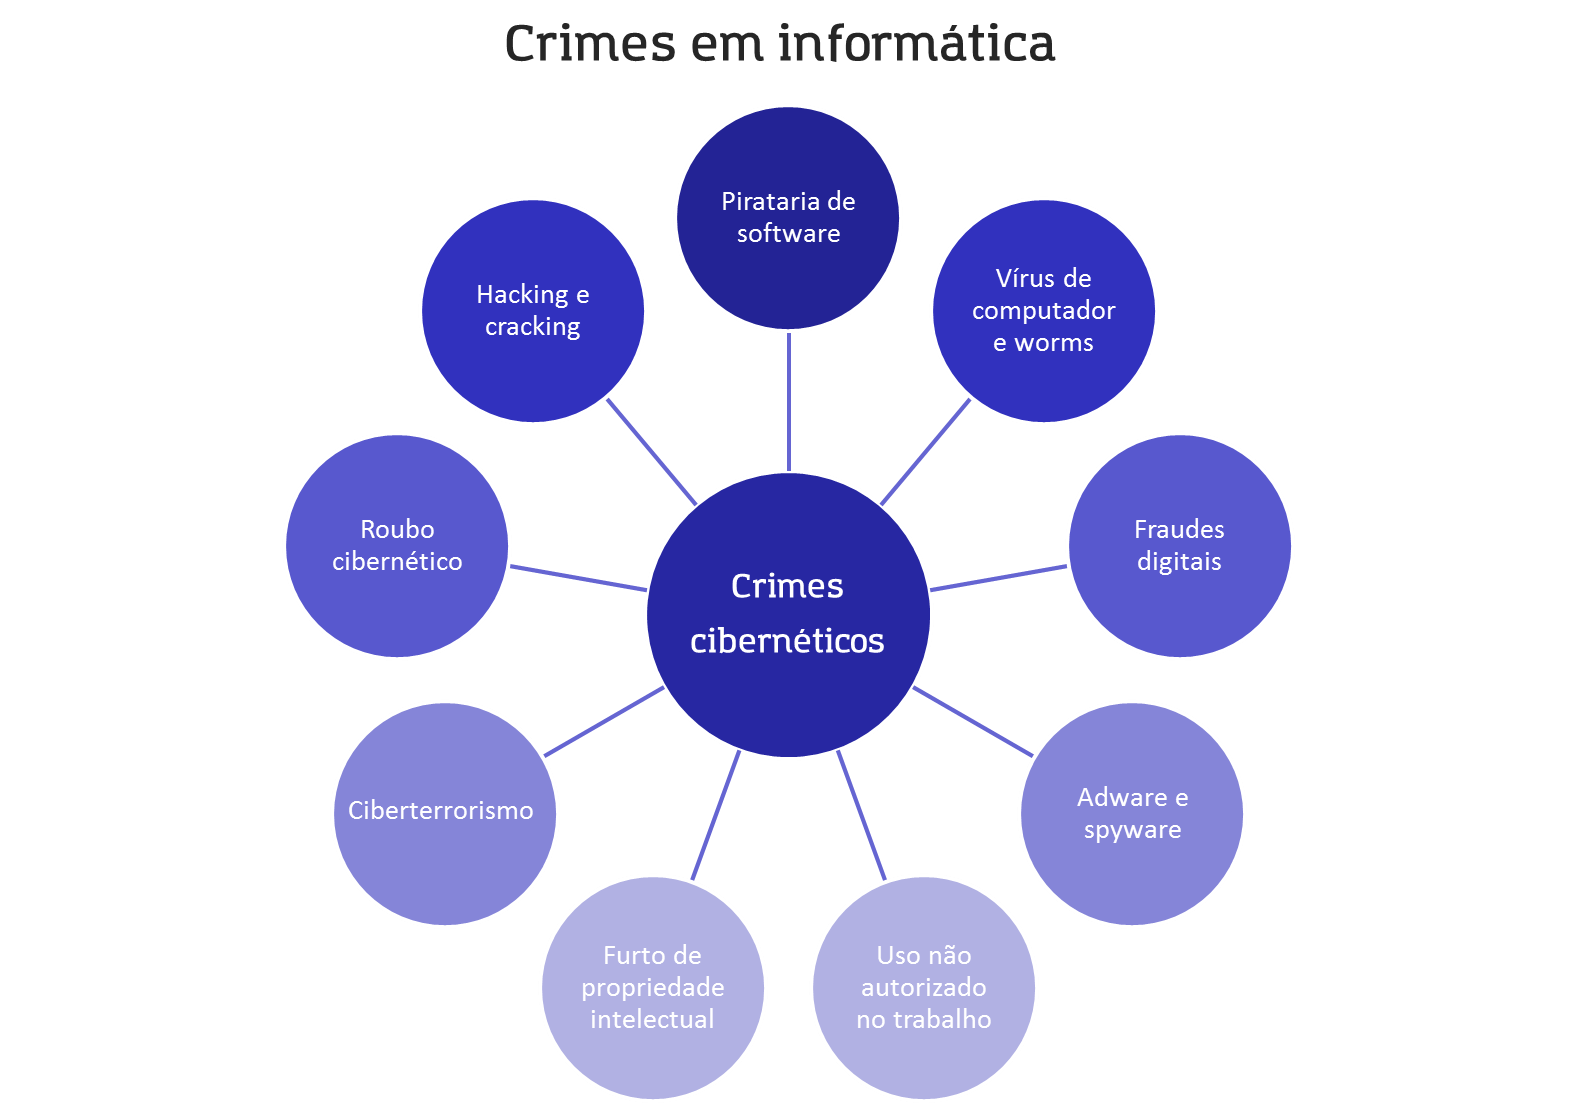 Crimes em informática
Pirataria de
software
Vírus de
computador
e worms
Fraudes
digitais
Adware e
spyware
Uso não
autorizado
no trabalho
Furto de
propriedade
intelectual
Ciberterrorismo
Roubo
cibernético
Hacking e
cracking
Crimes
cibernéticos